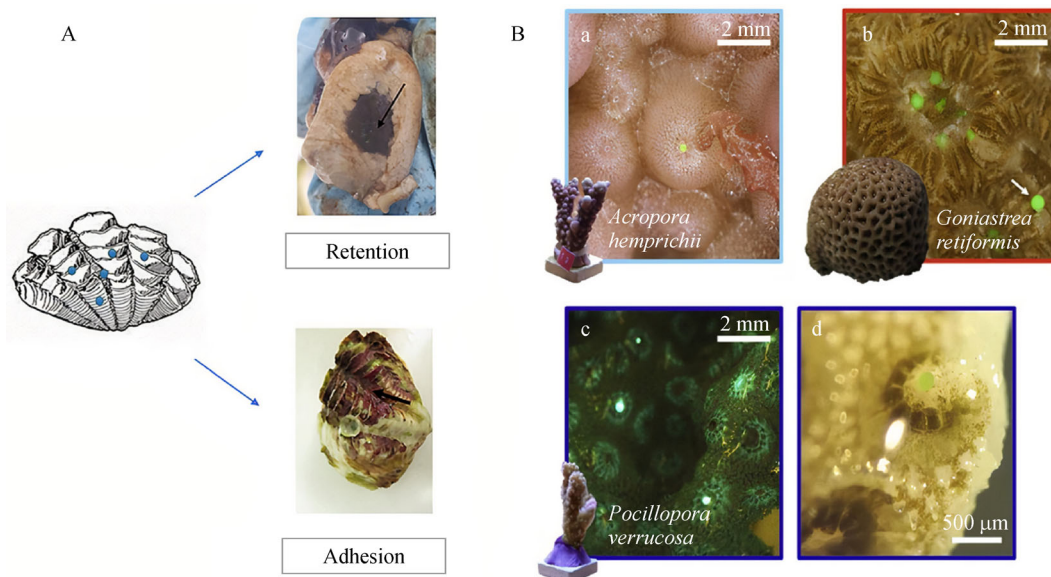 A
Retention
Adhesion
B
a
2 mm
Acropora
hemprichii
b
2 mm
Goniastrea
retiformis
c
2 mm
Pocillopora
verrucosa
d
500 μm